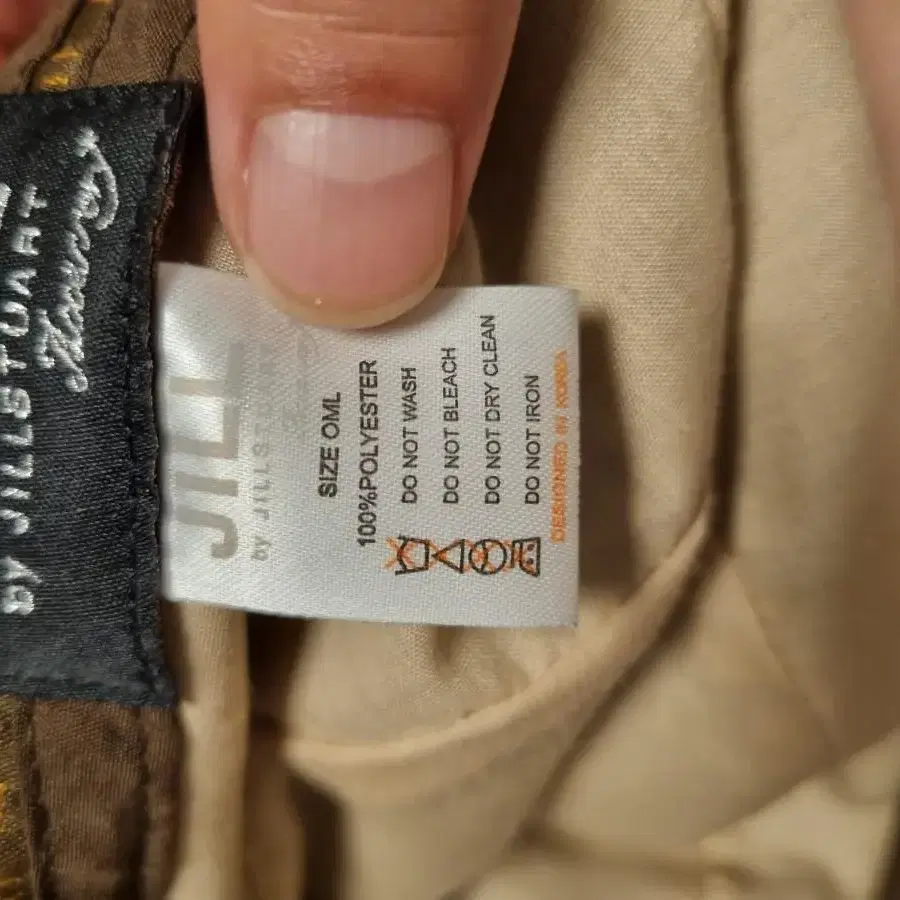 by JILLSTUART
JILL
by JILLST
SIZE OML
100%POLYESTER
DO NOT WASH
DO NOT BLEACH
DO NOT DRY CLEAN
DO NOT IRON
DESIGNED IN KOREA